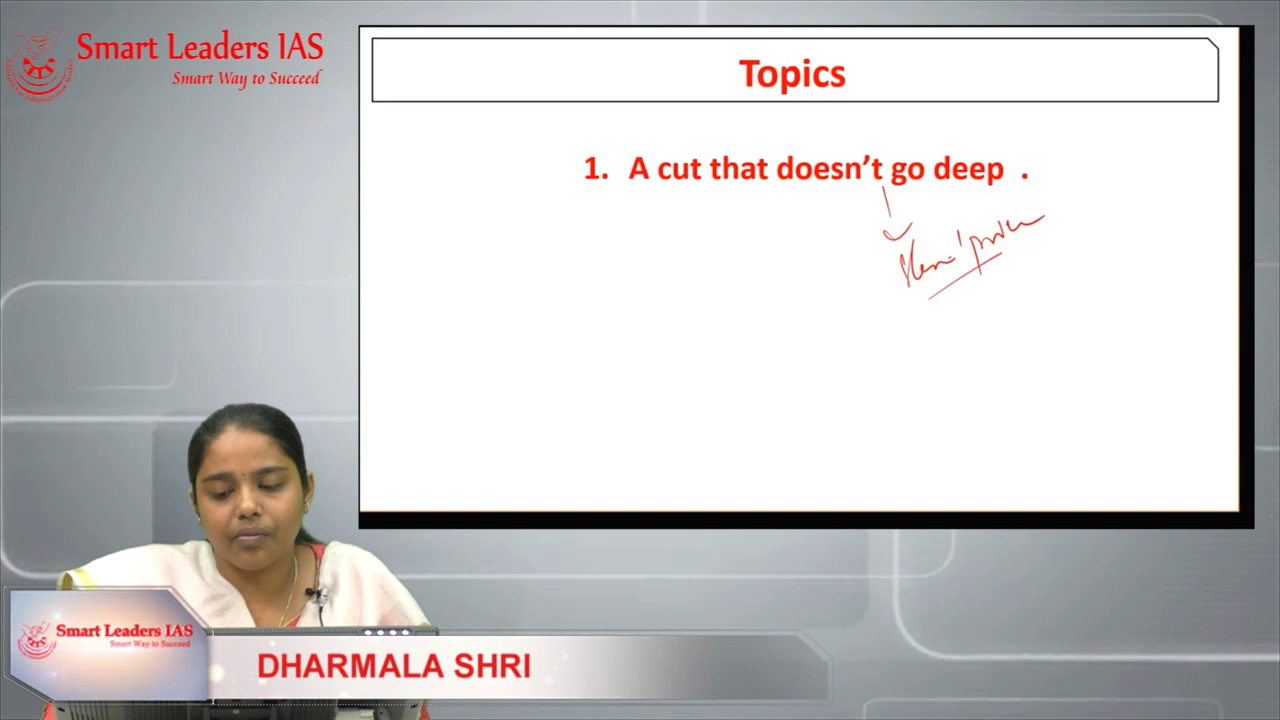 Smart Leaders IAS
Smart Way to Succeed
Topics
1. A cut that doesn’t go deep .
Smart Leaders IAS
Smart Way to Succeed
DHARMALA SHRI